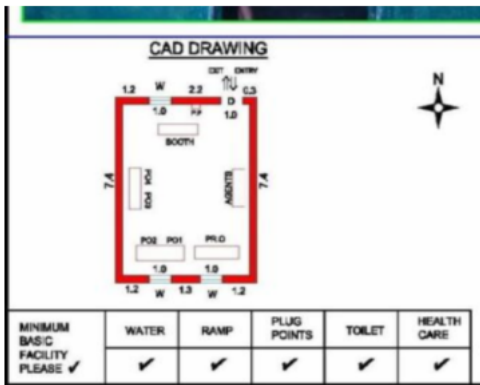 CAD DRAWING
EXIT ENTRY
N
1.2 W 2.2 0.3
1.0 D
1.0
BOOTH
7.4
PO4
PO3
AGENTS
7.4
PO2 PO1 PR.O
1.0 1.0
1.2 W 1.3 W 1.2
MINIMUM BASIC FACILITY PLEASE ✓
WATER
RAMP
PLUG POINTS
TOILET
HEALTH CARE
✓ ✓ ✓ ✓ ✓